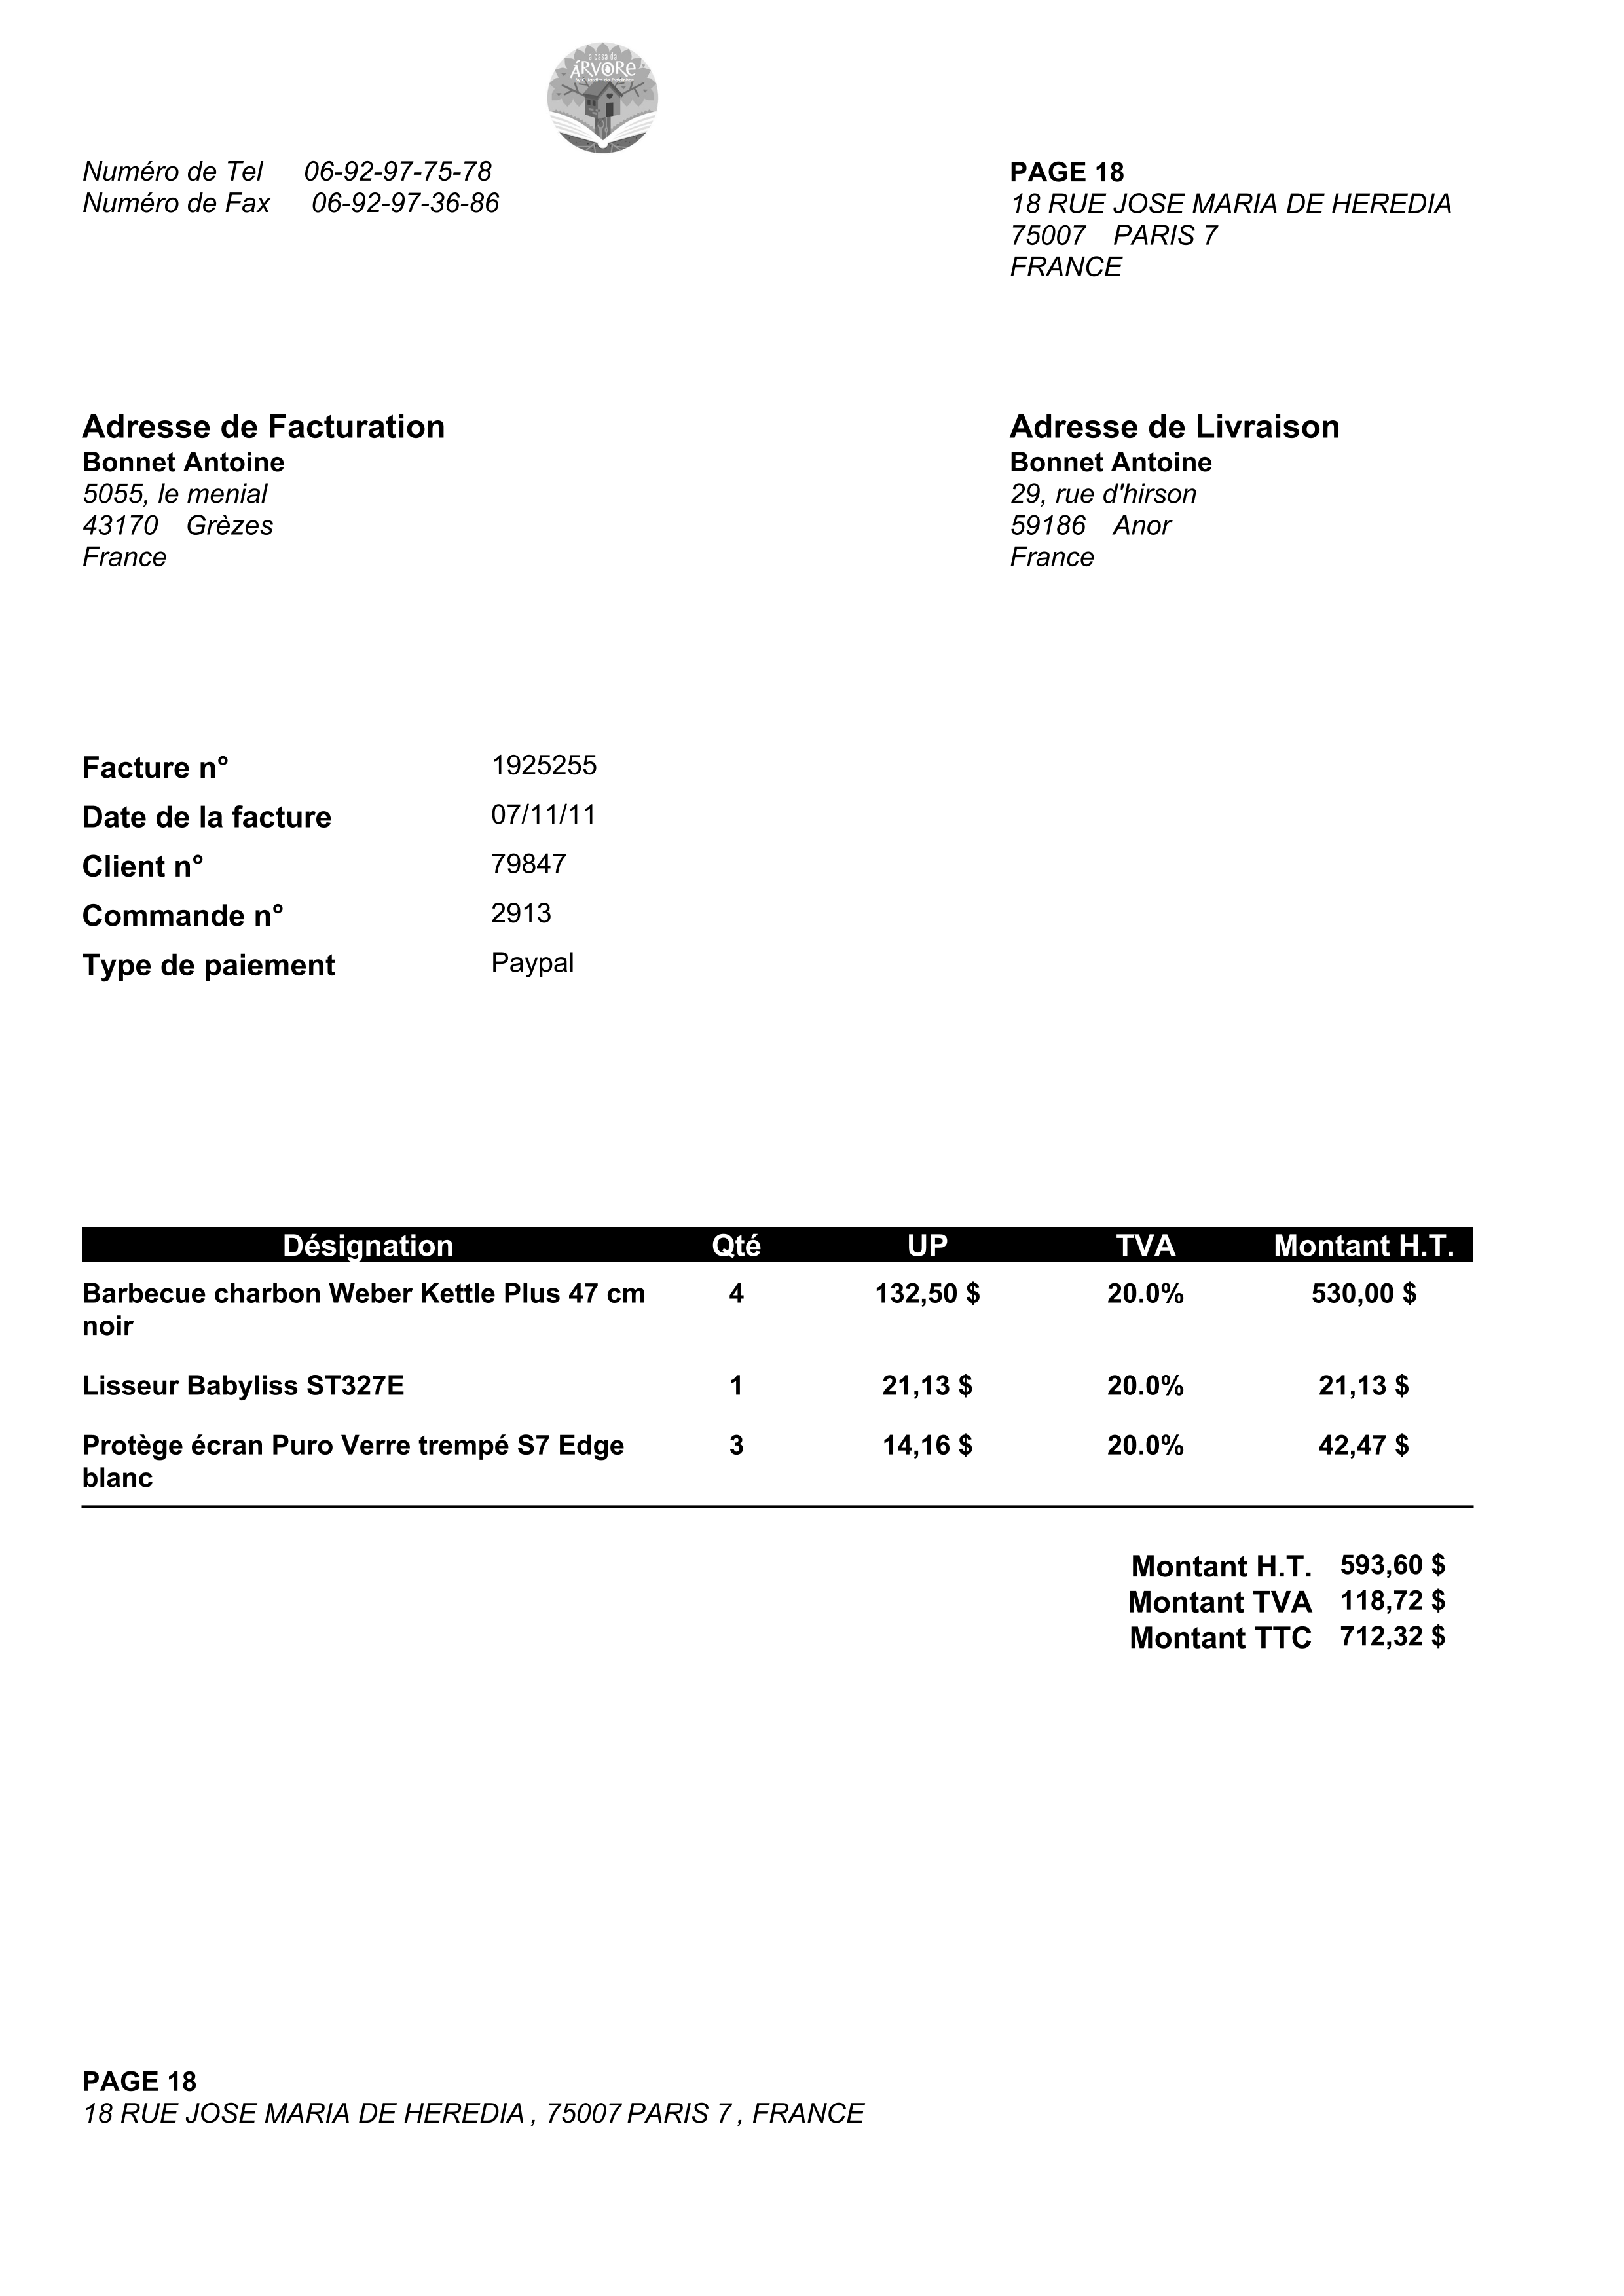 a casa da
ÁRVORe
Numéro de Tel 06-92-97-75-78
Numéro de Fax 06-92-97-36-86
PAGE 18
18 RUE JOSE MARIA DE HEREDIA
75007 PARIS 7
FRANCE
Adresse de Facturation
Bonnet Antoine
5055, le menial
43170 Grèzes
France
Adresse de Livraison
Bonnet Antoine
29, rue d'hirson
59186 Anor
France
Facture n° 1925255
Date de la facture 07/11/11
Client n° 79847
Commande n° 2913
Type de paiement Paypal
Désignation Qté UP TVA Montant H.T.
Barbecue charbon Weber Kettle Plus 47 cm 4 132,50 $ 20.0% 530,00 $
noir
Lisseur Babyliss ST327E 1 21,13 $ 20.0% 21,13 $
Protège écran Puro Verre trempé S7 Edge 3 14,16 $ 20.0% 42,47 $
blanc
Montant H.T. 593,60 $
Montant TVA 118,72 $
Montant TTC 712,32 $
PAGE 18
18 RUE JOSE MARIA DE HEREDIA , 75007 PARIS 7 , FRANCE